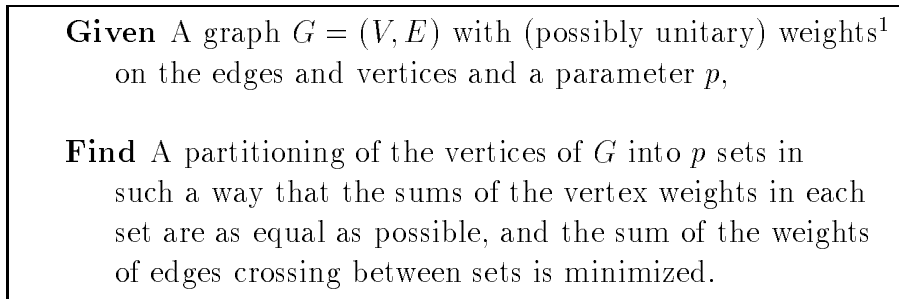 Given A graph G = (V, E) with (possibly unitary) weights¹
on the edges and vertices and a parameter p,
Find A partitioning of the vertices of G into p sets in
such a way that the sums of the vertex weights in each
set are as equal as possible, and the sum of the weights
of edges crossing between sets is minimized.